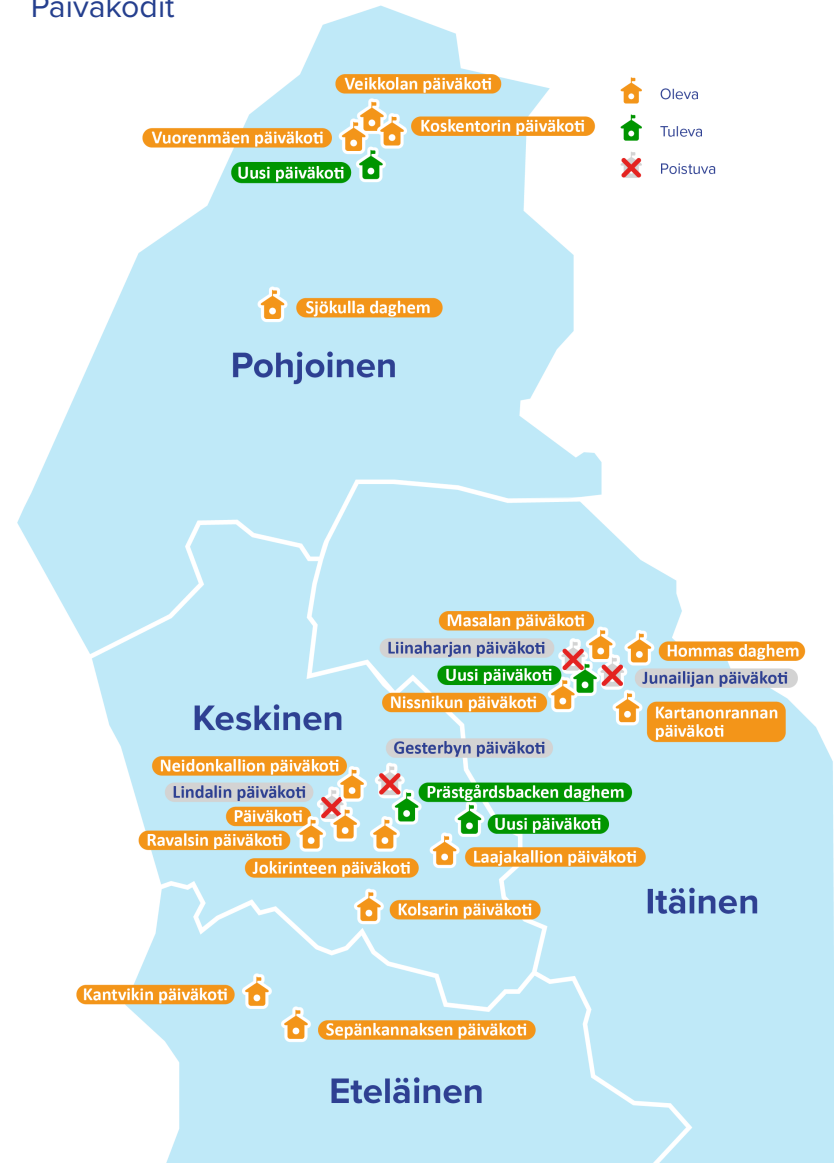 Päiväkodit
Veikkolan päiväkoti
Oleva
Koskentorin päiväkoti
Tuleva
Vuorenmäen päiväkoti
Poistuva
Uusi päiväkoti
Sjökulla daghem
Pohjoinen
Masalan päiväkoti
Liinaharjan päiväkoti
Hommas daghem
Uusi päiväkoti
Junailijan päiväkoti
Nissnikun päiväkoti
Kartanonrannan
päiväkoti
Keskinen
Gesterbyn päiväkoti
Neidonkallion päiväkoti
Lindalin päiväkoti
Prästgårdsbacken daghem
Päiväkoti
Uusi päiväkoti
Ravalsin päiväkoti
Laajakallion päiväkoti
Jokirinteen päiväkoti
Itäinen
Kolsarin päiväkoti
Kantvikin päiväkoti
Sepänkannaksen päiväkoti
Eteläinen